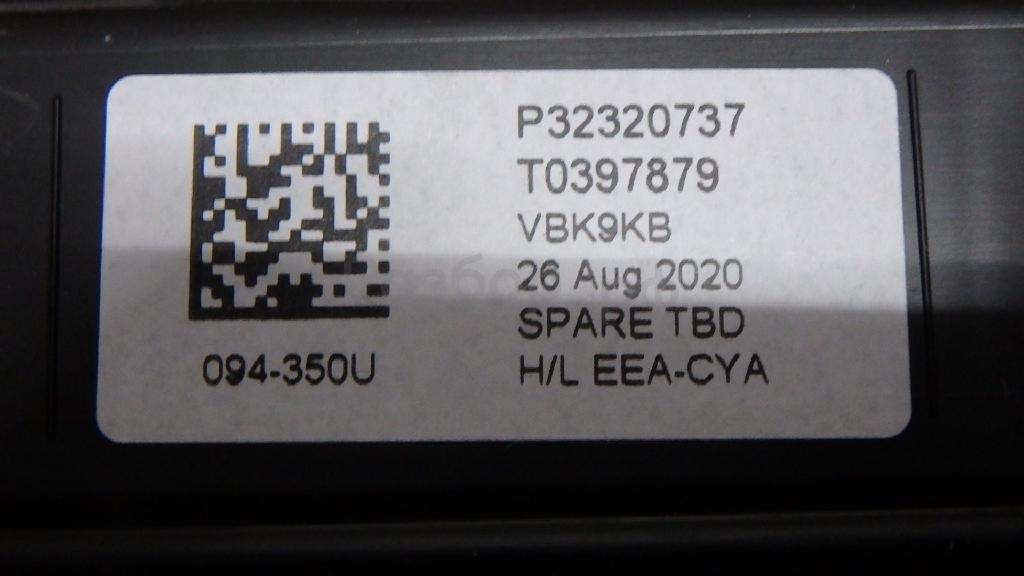 P32320737
T0397879
VBK9KB
26 Aug 2020
SPARE TBD
H/L EEA-CYA
094-350U